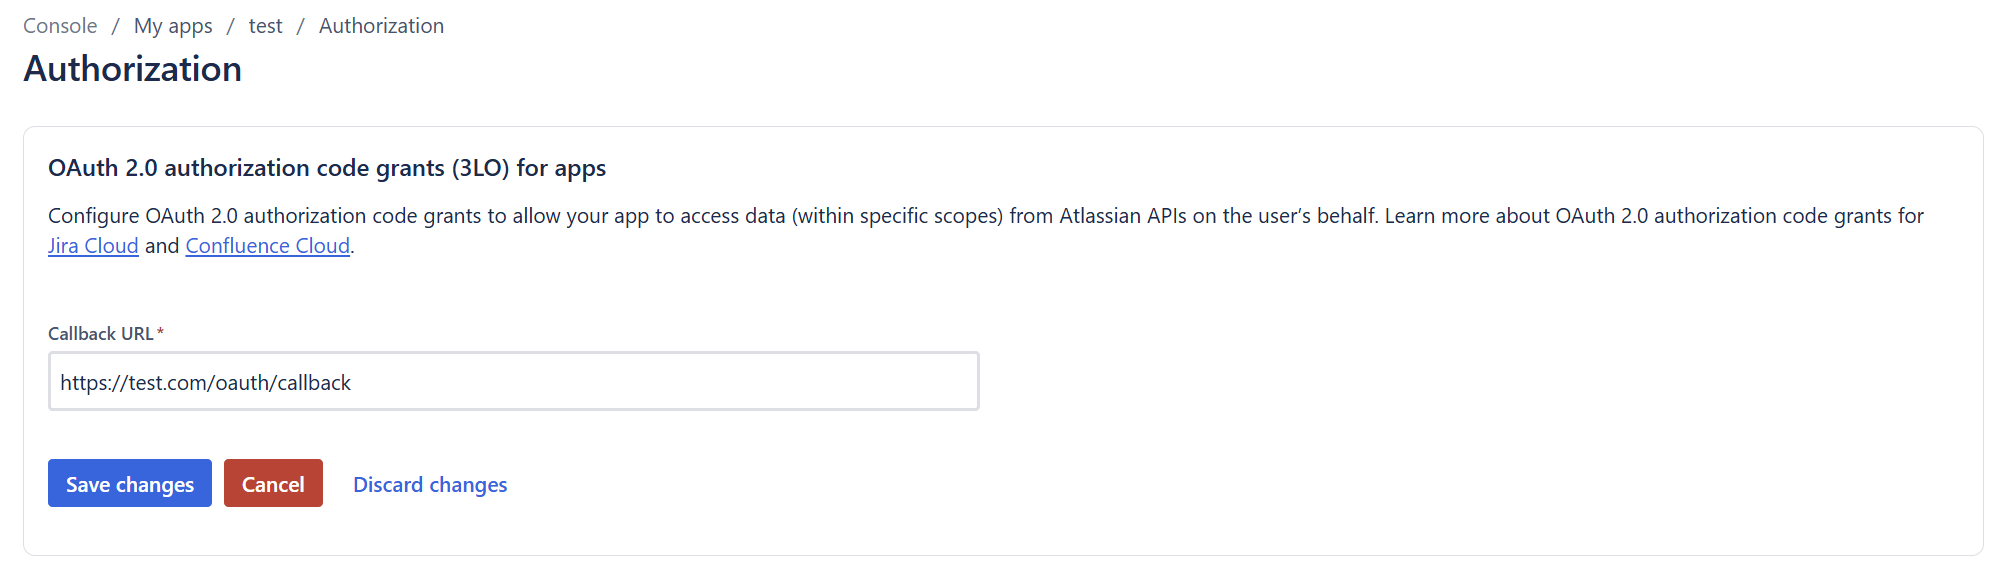 Console / My apps / test / Authorization
Authorization
OAuth 2.0 authorization code grants (3LO) for apps
Configure OAuth 2.0 authorization code grants to allow your app to access data (within specific scopes) from Atlassian APIs on the user’s behalf. Learn more about OAuth 2.0 authorization code grants for
Jira Cloud and Confluence Cloud.
Callback URL*
https://test.com/oauth/callback
Save changes Cancel Discard changes